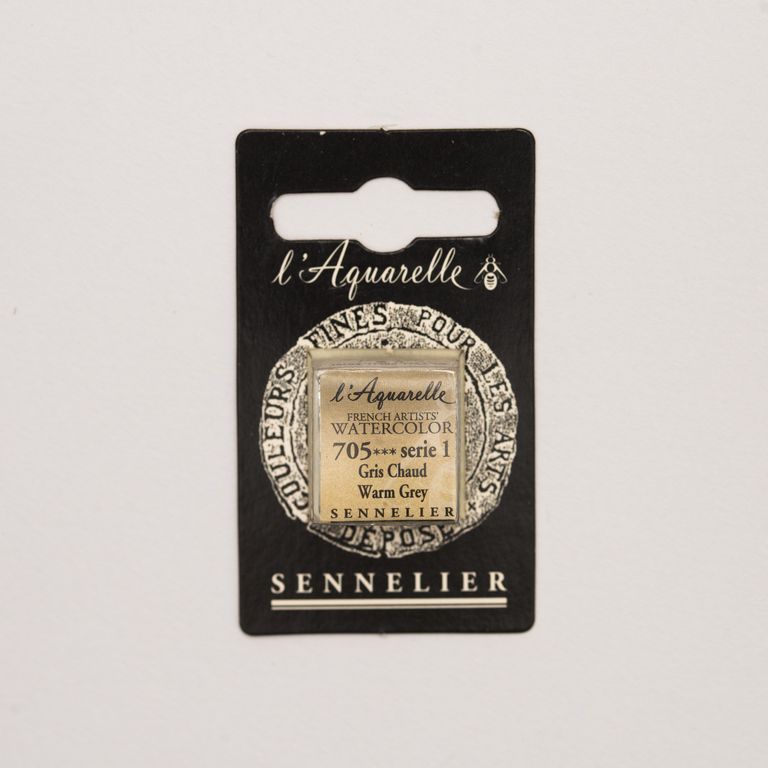 l'Aquarelle
COULEURS FINES POUR LES ARTS
DÉPOSÉ
l'Aquarelle
FRENCH ARTISTS'
WATERCOLOR
705*** serie 1
Gris Chaud
Warm Grey
SENNELIER
SENNELIER